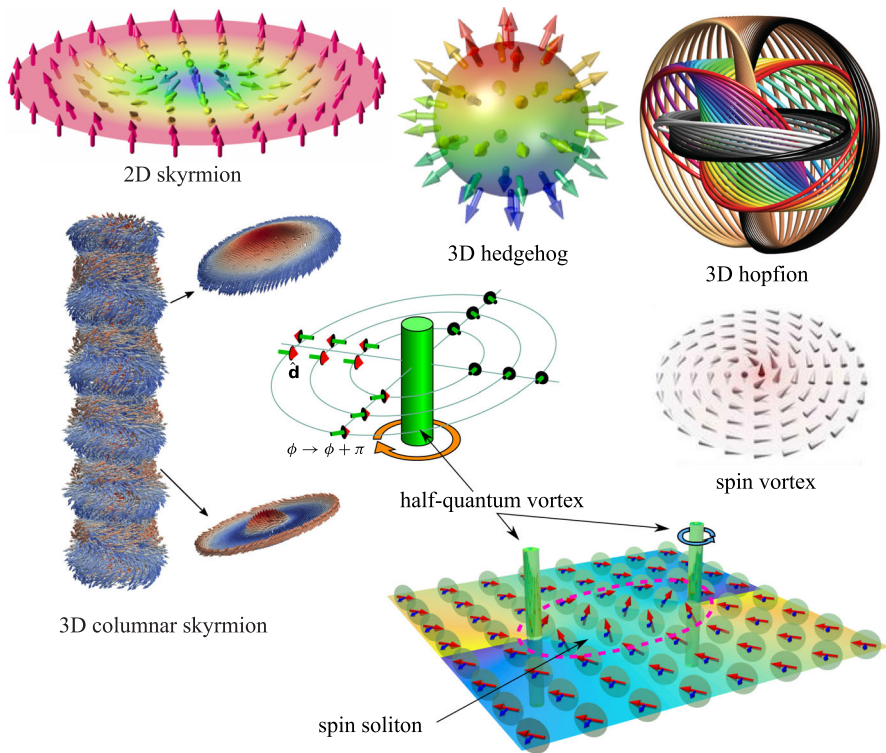 2D skyrmion
3D hedgehog
3D hopfion
d̂
ϕ → ϕ + π
half-quantum vortex
spin vortex
3D columnar skyrmion
spin soliton